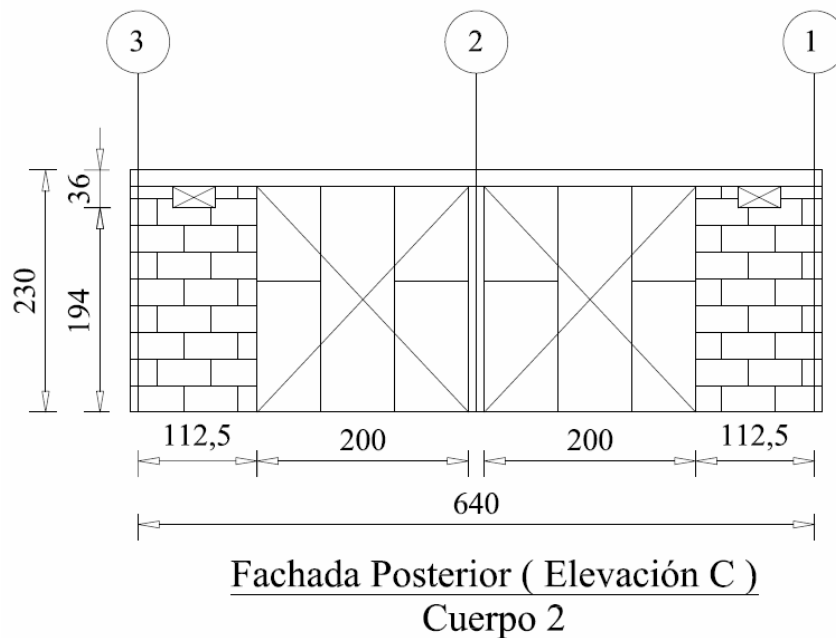 3 2 1
36
230
194
112,5 200 200 112,5
640
Fachada Posterior ( Elevación C )
Cuerpo 2